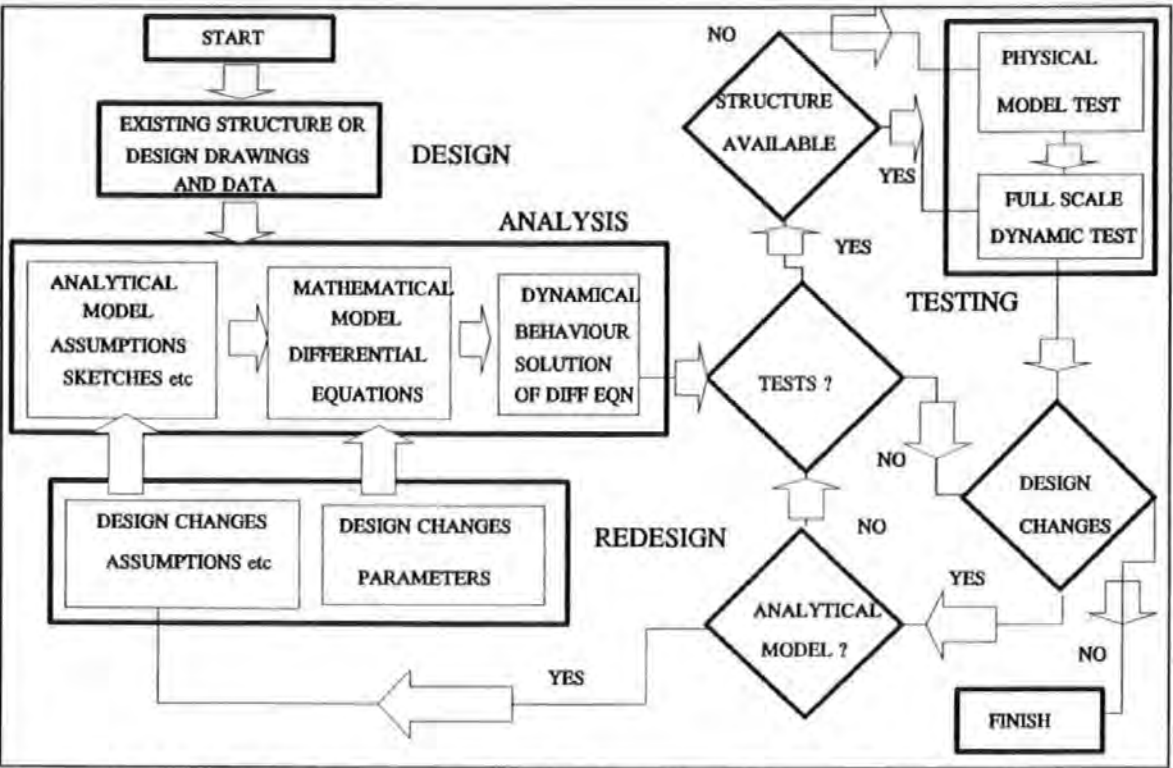 START
EXISTING STRUCTURE OR
DESIGN DRAWINGS
AND DATA
DESIGN
ANALYSIS
ANALYTICAL
MODEL
ASSUMPTIONS
SKETCHES etc
MATHEMATICAL
MODEL
DIFFERENTIAL
EQUATIONS
DYNAMICAL
BEHAVIOUR
SOLUTION
OF DIFF EQN
DESIGN CHANGES
ASSUMPTIONS etc
DESIGN CHANGES
PARAMETERS
REDESIGN
TESTS ?
YES
NO
STRUCTURE
AVAILABLE
NO
YES
PHYSICAL
MODEL TEST
FULL SCALE
DYNAMIC TEST
TESTING
DESIGN
CHANGES
YES
NO
ANALYTICAL
MODEL ?
NO
YES
FINISH